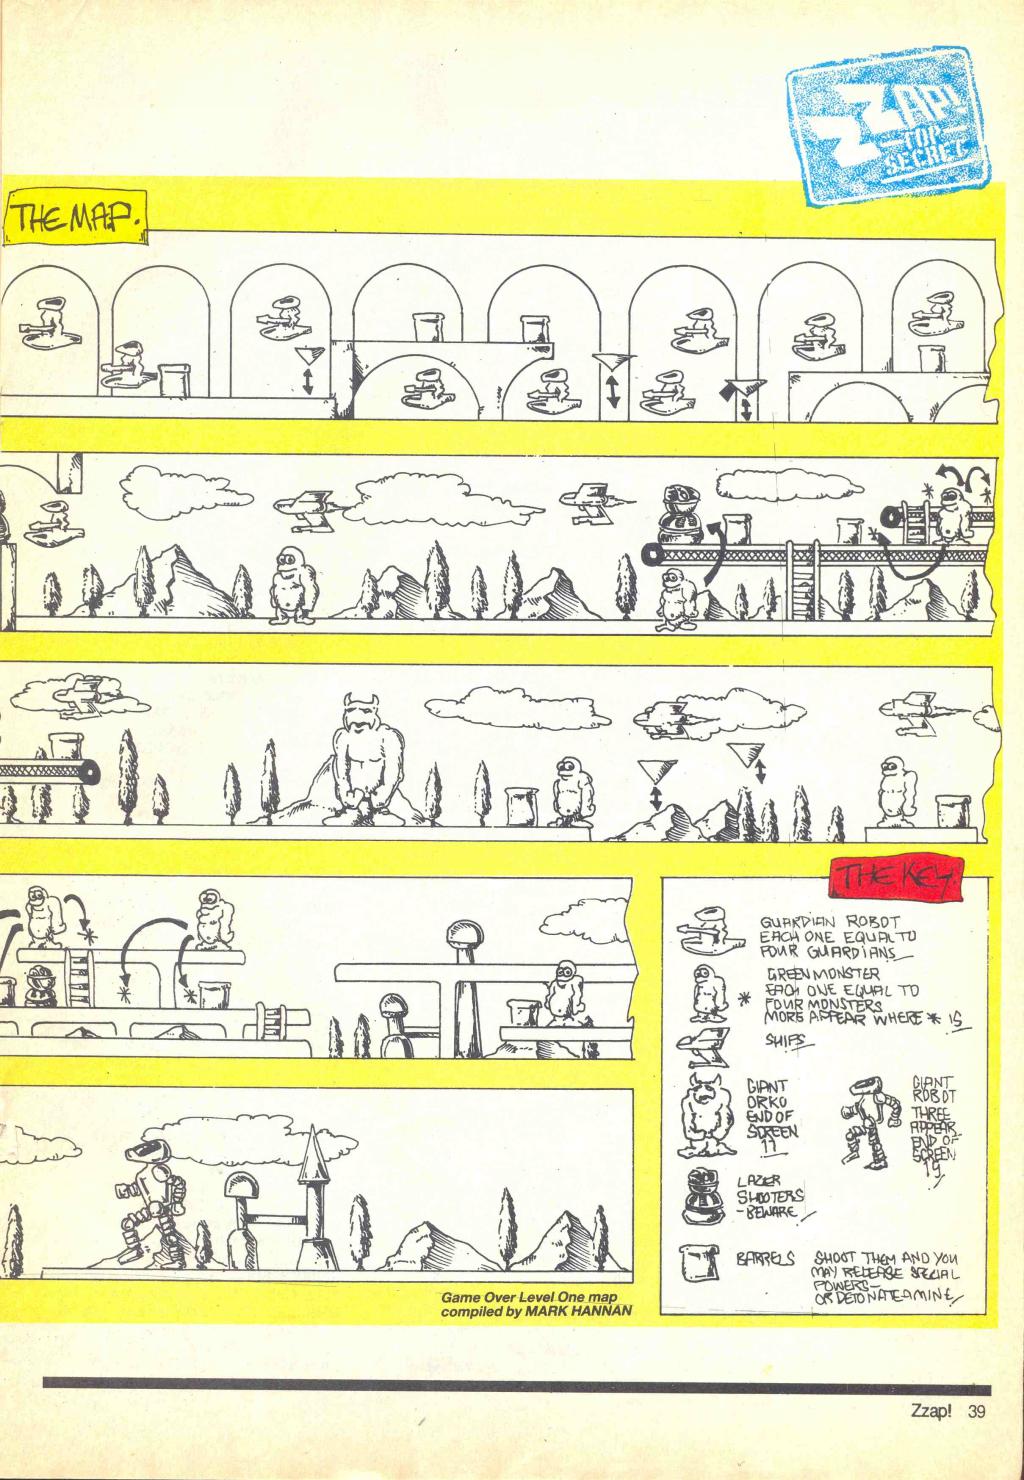 ZZAP!
TOP
SECRET
THE MAP.
THE KEY.
GUARDIAN ROBOT
EACH ONE EQUAL TO
FOUR GUARDIANS
GREEN MONSTER
EACH ONE EQUAL TO
FOUR MONSTERS
MORE APPEAR WHERE * IS
SHIPS
GIANT
ORKO
END OF
SCREEN
11
GIANT
ROBOT
THREE
APPEAR
END OF
SCREEN
19
LAZER
SHOOTERS
-BEWARE
BARRELS
SHOOT THEM AND YOU
MAY RELEASE SPECIAL
POWERS-
OR DETONATE A MINE
Game Over Level One map
compiled by MARK HANNAN
Zzap! 39